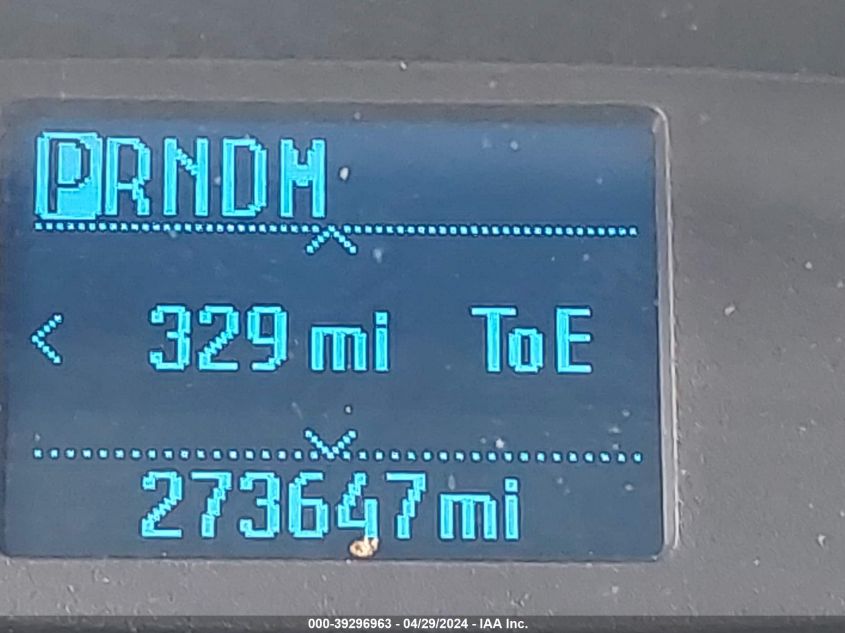 PRNDM
< 329 mi ToE
273647mi
000-39296963 - 04/29/2024 - IAA Inc.